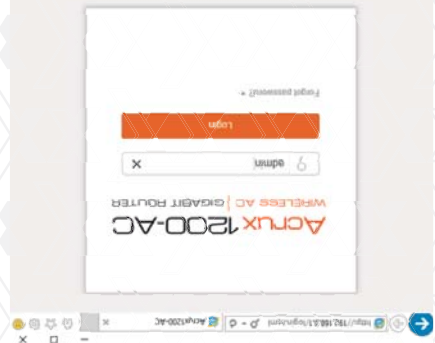 Acrux1200-AC
Acrux 1200-AC
WIRELESS AC | GIGABIT ROUTER
admin
Login
Forgot password?